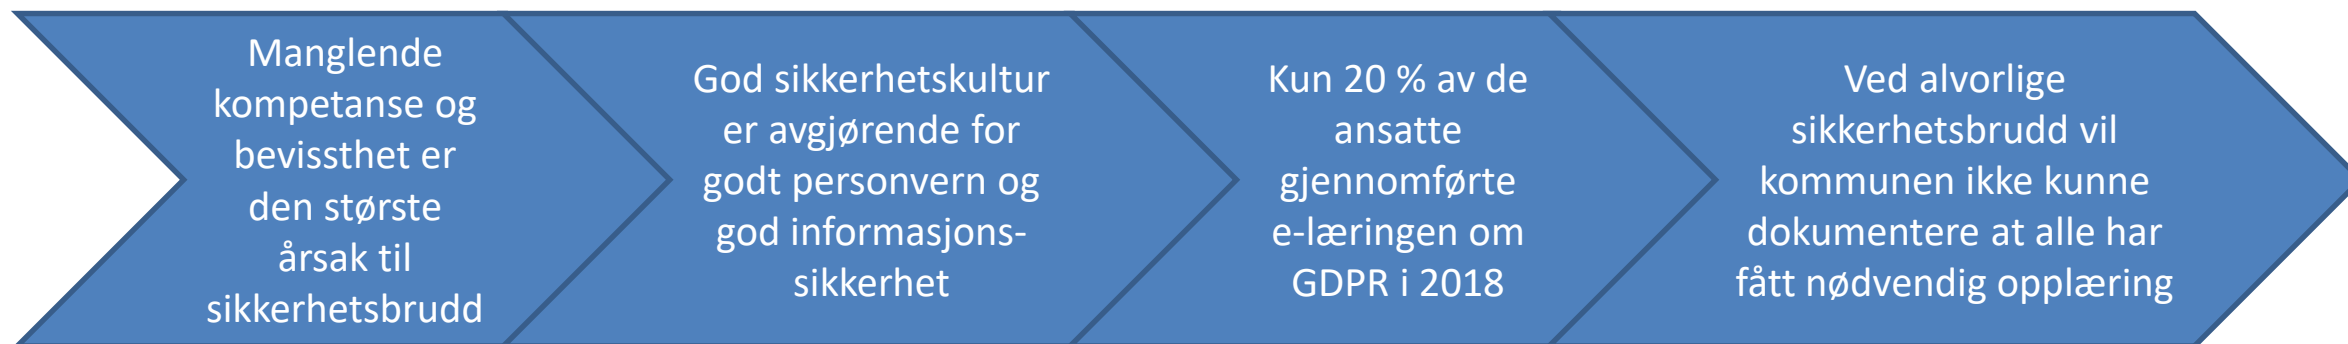 Manglende
kompetanse og
bevissthet er
den største
årsak til
sikkerhetsbrudd
God sikkerhetskultur
er avgjørende for
godt personvern og
god informasjons-
sikkerhet
Kun 20 % av de
ansatte
gjennomførte
e-læringen om
GDPR i 2018
Ved alvorlige
sikkerhetsbrudd vil
kommunen ikke kunne
dokumentere at alle har
fått nødvendig opplæring